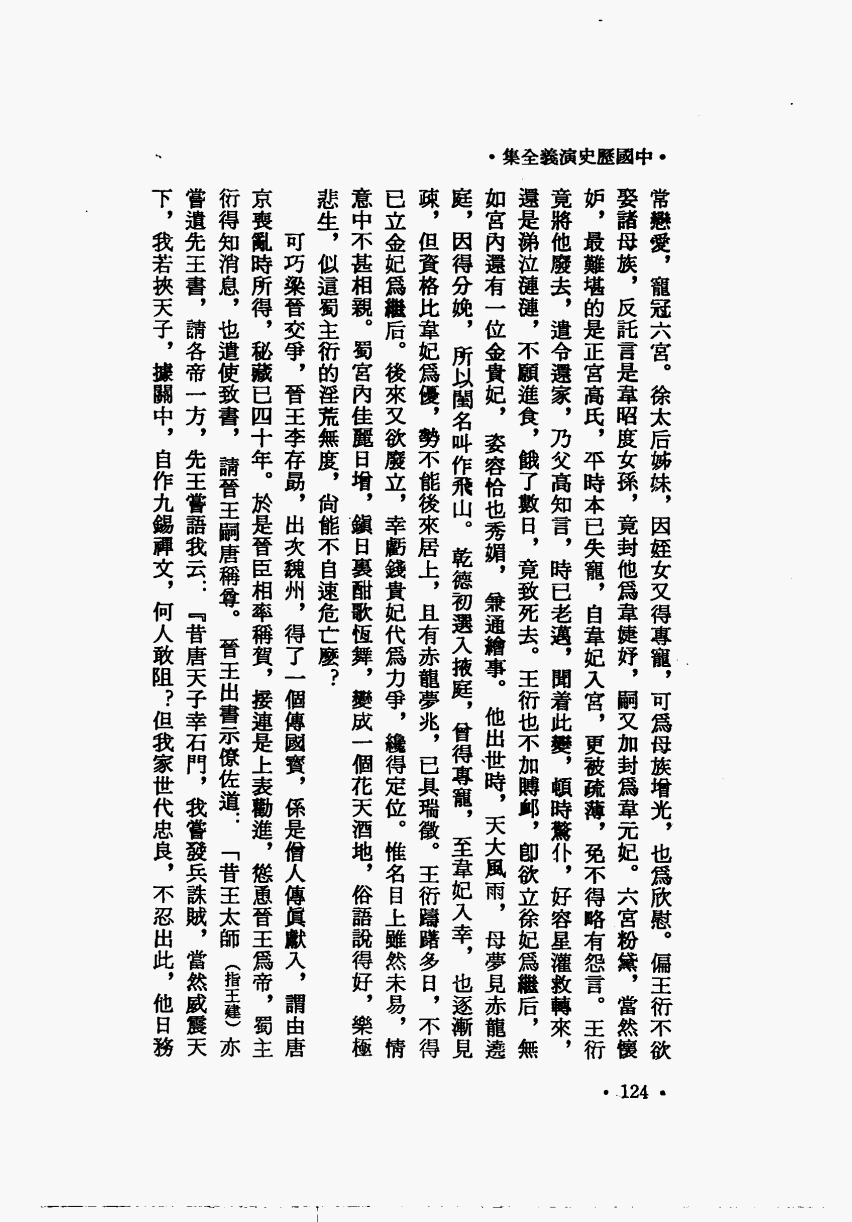 •中國歷史演義全集•
常戀愛，寵冠六宮。徐太后姊妹，因姪女又得專寵，可爲母族增光，也爲欣慰。偏王衍不欲
娶諸母族，反託言是韋昭度女孫，竟封他爲韋婕妤，嗣又加封爲韋元妃。六宮粉黛，當然懷
妒，最難堪的是正宮高氏，平時本已失寵，自韋妃入宮，更被疏薄，免不得略有怨言。王衍
竟將他廢去，遣令還家，乃父高知言，時已老邁，聞着此變，頓時驚仆，好容星灌救轉來，
還是涕泣漣漣，不願進食，餓了數日，竟致死去。王衍也不加賻卹，卽欲立徐妃爲繼后，無
如宮內還有一位金貴妃，姿容恰也秀媚，兼通繪事。他出世時，天大風雨，母夢見赤龍遶
庭，因得分娩，所以閨名叫作飛山。乾德初選入掖庭，曾得專寵，至韋妃入幸，也逐漸見
疎，但資格比韋妃爲優，勢不能後來居上，且有赤龍夢兆，已具瑞徵。王衍躊躇多日，不得
已立金妃爲繼后。後來又欲廢立，幸虧錢貴妃代爲力爭，纔得定位。惟名目上雖然未易，情
意中不甚相親。蜀宮內佳麗日增，鎭日裏酣歌恆舞，變成一個花天酒地，俗語說得好，樂極
悲生，似這蜀主衍的淫荒無度，尙能不自速危亡麼？
可巧梁晉交爭，晉王李存勗，出次魏州，得了一個傳國寶，係是僧人傳眞獻入，謂由唐
京喪亂時所得，秘藏已四十年。於是晉臣相率稱賀，接連是上表勸進，慫恿晉王爲帝，蜀主
衍得知消息，也遣使致書，請晉王嗣唐稱尊。晉王出書示僚佐道：「昔王太師（指王建）亦
嘗遺先王書，請各帝一方，先王嘗語我云：『昔唐天子幸石門，我嘗發兵誅賊，當然威震天
下，我若挾天子，據關中，自作九錫禪文，何人敢阻？但我家世代忠良，不忍出此，他日務
•124•